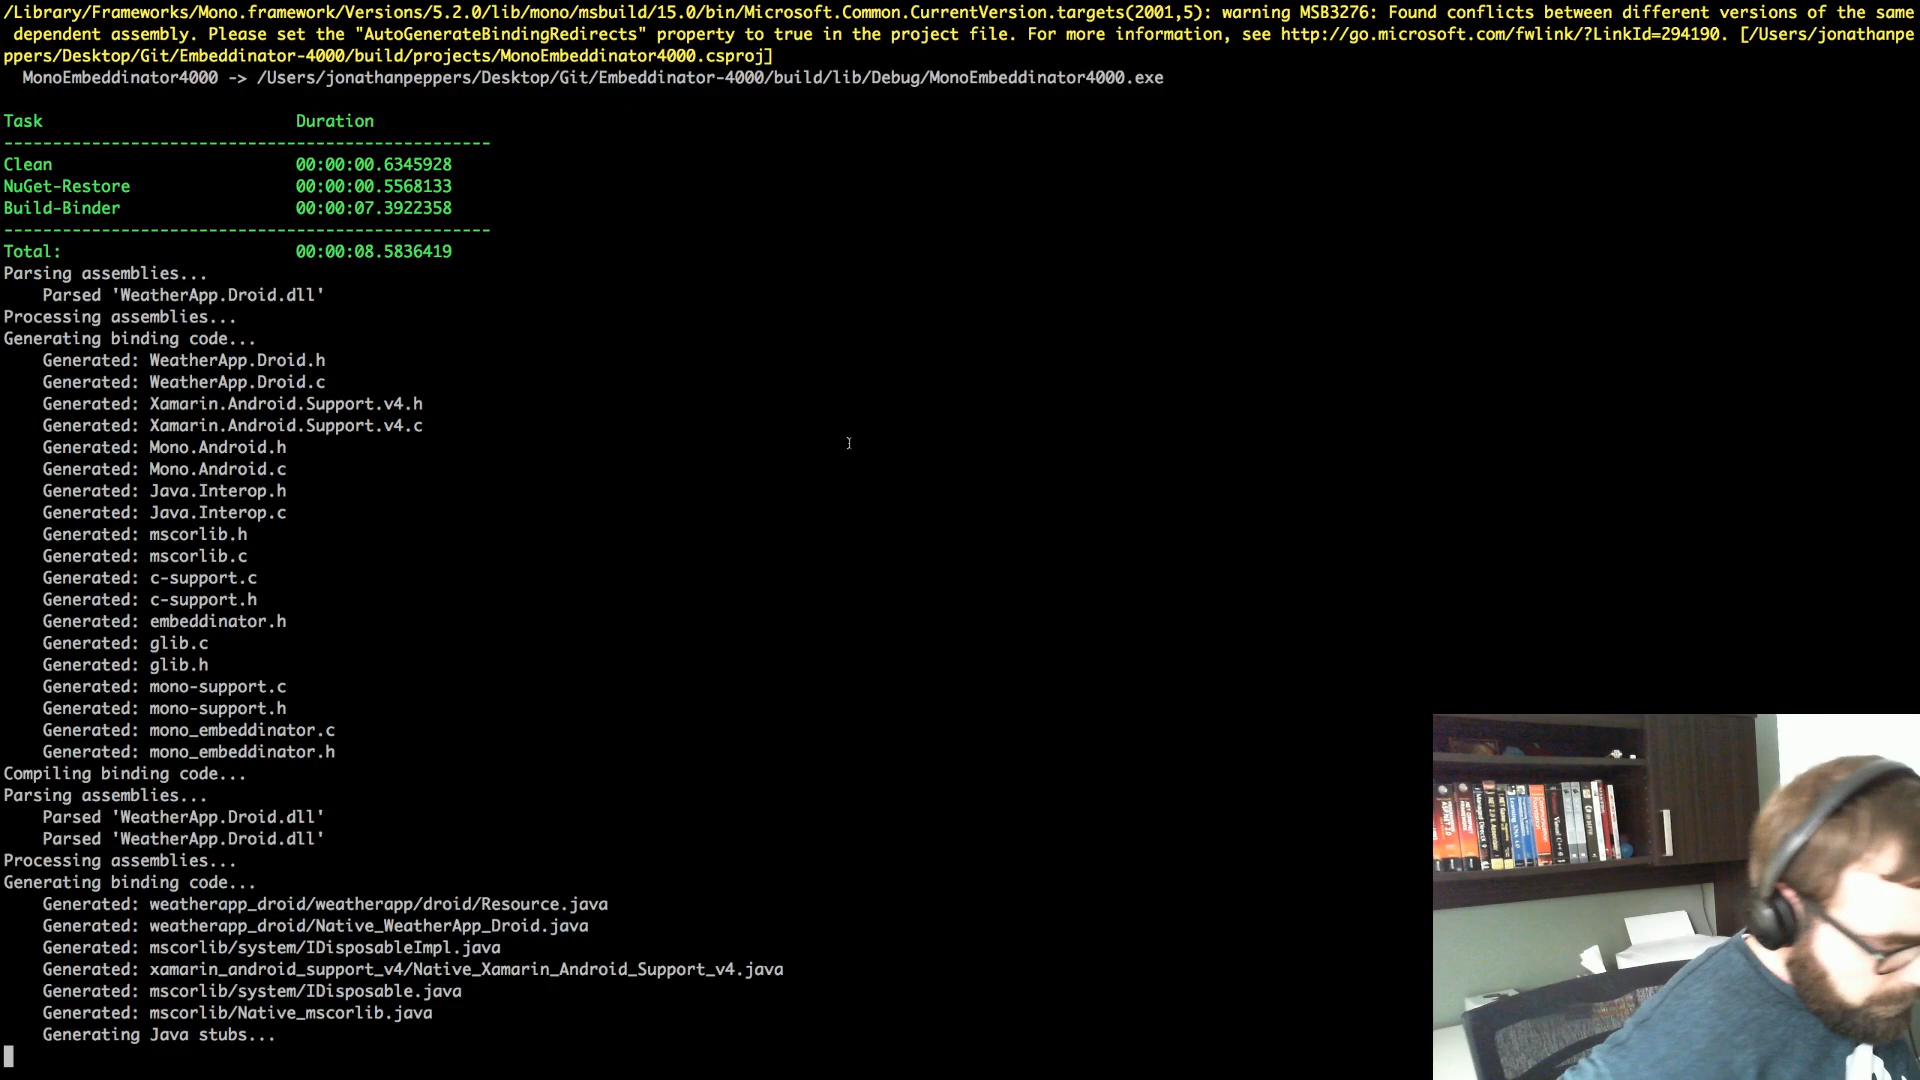 /Library/Frameworks/Mono.framework/Versions/5.2.0/lib/mono/msbuild/15.0/bin/Microsoft.Common.CurrentVersion.targets(2001,5): warning MSB3276: Found conflicts between different versions of the same
dependent assembly. Please set the "AutoGenerateBindingRedirects" property to true in the project file. For more information, see http://go.microsoft.com/fwlink/?LinkId=294190. [/Users/jonathanpe
ppers/Desktop/Git/Embeddinator-4000/build/projects/MonoEmbeddinator4000.csproj]
MonoEmbeddinator4000 -> /Users/jonathanpeppers/Desktop/Git/Embeddinator-4000/build/lib/Debug/MonoEmbeddinator4000.exe
Task Duration
--------------------------------------------------
Clean 00:00:00.6345928
NuGet-Restore 00:00:00.5568133
Build-Binder 00:00:07.3922358
--------------------------------------------------
Total: 00:00:08.5836419
Parsing assemblies...
Parsed 'WeatherApp.Droid.dll'
Processing assemblies...
Generating binding code...
Generated: WeatherApp.Droid.h
Generated: WeatherApp.Droid.c
Generated: Xamarin.Android.Support.v4.h
Generated: Xamarin.Android.Support.v4.c
Generated: Mono.Android.h
Generated: Mono.Android.c
Generated: Java.Interop.h
Generated: Java.Interop.c
Generated: mscorlib.h
Generated: mscorlib.c
Generated: c-support.c
Generated: c-support.h
Generated: embeddinator.h
Generated: glib.c
Generated: glib.h
Generated: mono-support.c
Generated: mono-support.h
Generated: mono_embeddinator.c
Generated: mono_embeddinator.h
Compiling binding code...
Parsing assemblies...
Parsed 'WeatherApp.Droid.dll'
Parsed 'WeatherApp.Droid.dll'
Processing assemblies...
Generating binding code...
Generated: weatherapp_droid/weatherapp/droid/Resource.java
Generated: weatherapp_droid/Native_WeatherApp_Droid.java
Generated: mscorlib/system/IDisposableImpl.java
Generated: xamarin_android_support_v4/Native_Xamarin_Android_Support_v4.java
Generated: mscorlib/system/IDisposable.java
Generated: mscorlib/Native_mscorlib.java
Generating Java stubs...